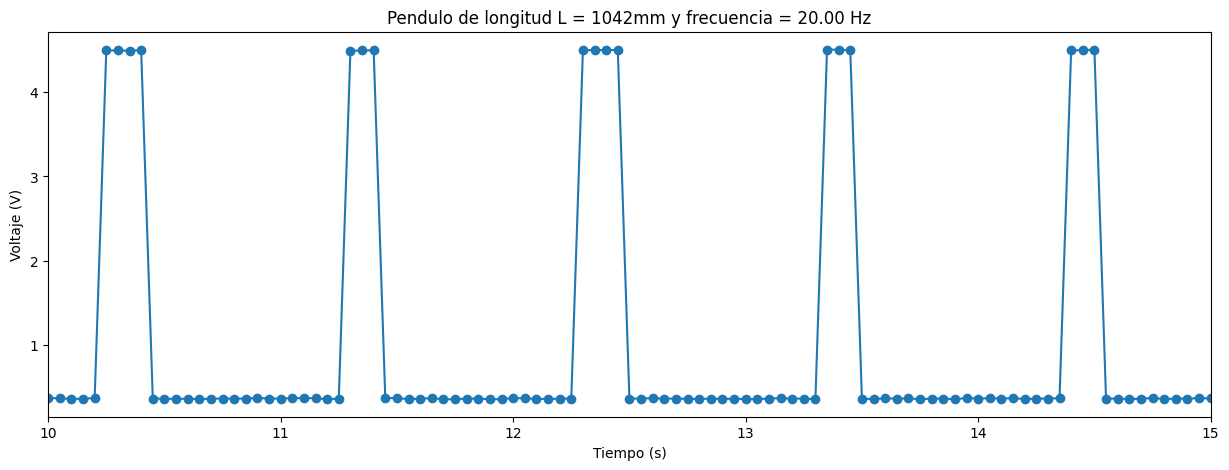 Pendulo de longitud L = 1042mm y frecuencia = 20.00 Hz
Voltaje (V)
4
3
2
1
10 11 12 13 14 15
Tiempo (s)